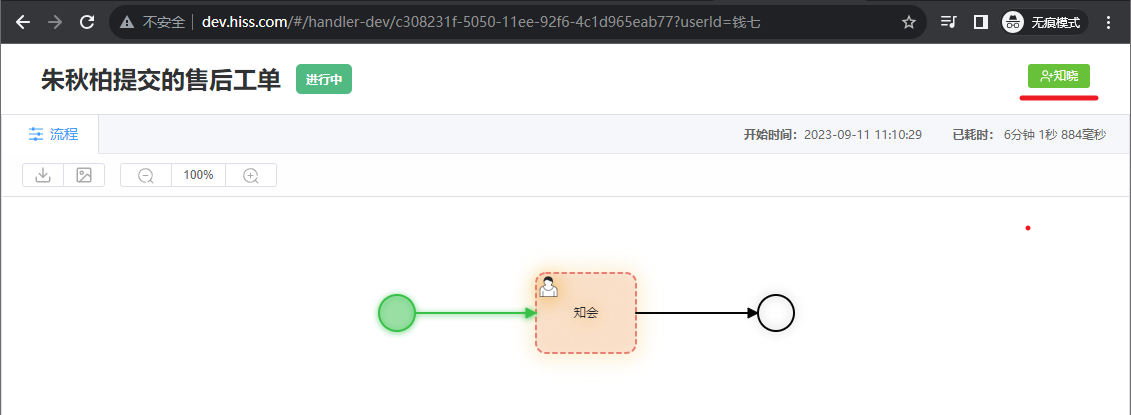 不安全 dev.hiss.com/#/handler-dev/c308231f-5050-11ee-92f6-4c1d965eab77?userId=钱七 无痕模式
朱秋柏提交的售后工单 进行中 知晓
流程 开始时间：2023-09-11 11:10:29 已耗时： 6分钟 1秒 884毫秒
100%
知会